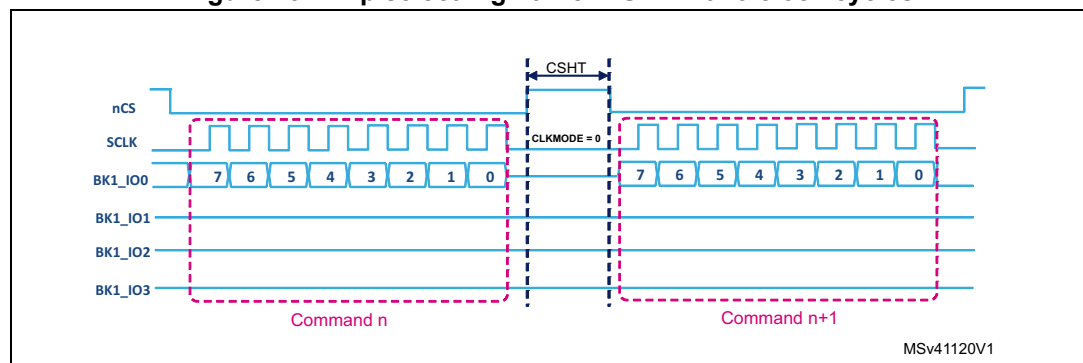 CSHT
nCS
SCLK
CLKMODE = 0
BK1_IO0
7 6 5 4 3 2 1 0
7 6 5 4 3 2 1 0
BK1_IO1
BK1_IO2
BK1_IO3
Command n
Command n+1
MSv41120V1